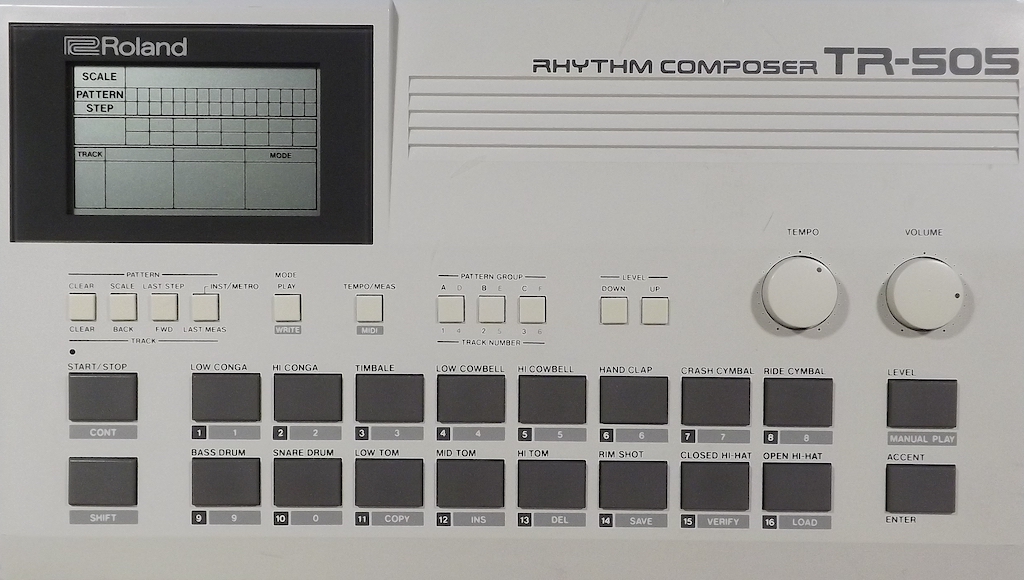 Roland
RHYTHM COMPOSER TR-505
SCALE
PATTERN
STEP
TRACK MODE
TEMPO VOLUME
PATTERN MODE PATTERN GROUP LEVEL
CLEAR SCALE LAST STEP INST/METRO PLAY TEMPO/MEAS A D B E C F DOWN UP
CLEAR BACK FWD LAST MEAS WRITE MIDI 1 4 2 5 3 6
TRACK TRACK NUMBER
START/STOP LOW CONGA HI CONGA TIMBALE LOW COWBELL HI COWBELL HAND CLAP CRASH CYMBAL RIDE CYMBAL LEVEL
CONT 1 1 2 2 3 3 4 4 5 5 6 6 7 7 8 8 MANUAL PLAY
BASS DRUM SNARE DRUM LOW TOM MID TOM HI TOM RIM SHOT CLOSED HI-HAT OPEN HI-HAT ACCENT
SHIFT 9 9 10 0 11 COPY 12 INS 13 DEL 14 SAVE 15 VERIFY 16 LOAD ENTER